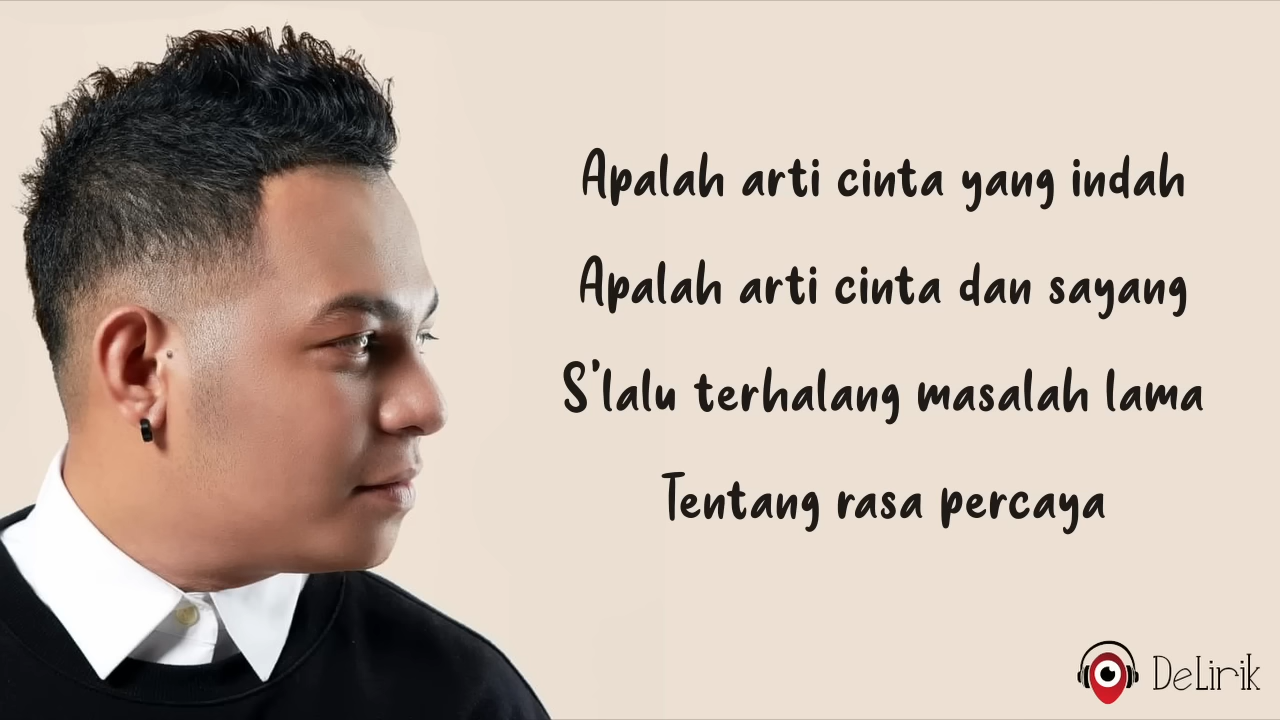 Apalah arti cinta yang indah
Apalah arti cinta dan sayang
S'lalu terhalang masalah lama
Tentang rasa percaya
DeLirik